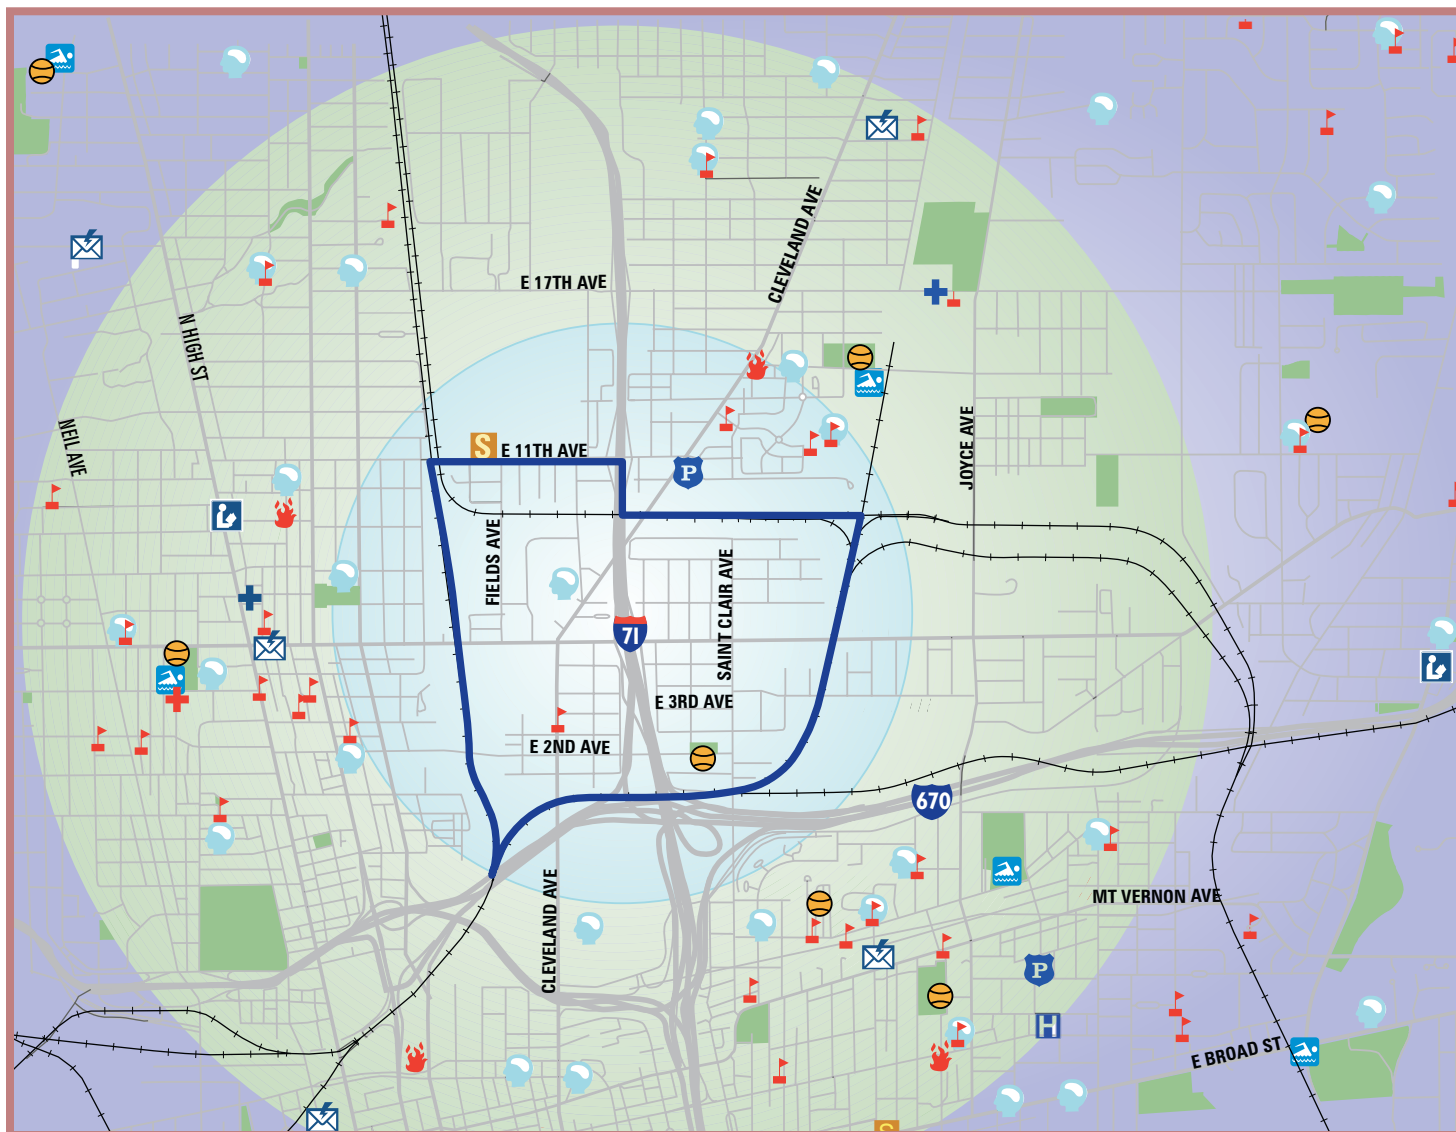 CLEVELAND AVE
E 17TH AVE
N HIGH ST
NEIL AVE
JOYCE AVE
S
E 11TH AVE
P
FIELDS AVE
SAINT CLAIR AVE
71
E 3RD AVE
E 2ND AVE
670
CLEVELAND AVE
MT VERNON AVE
P
H
E BROAD ST
S